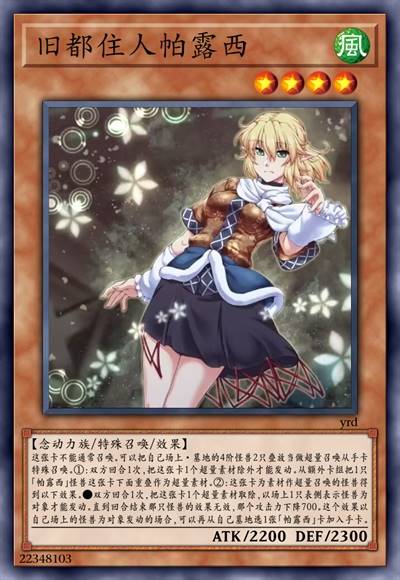 旧都住人帕露西
風
yrd
【念动力族/特殊召唤/效果】
这张卡不能通常召唤。可以把自己场上·墓地的4阶怪兽2只叠放当做超量召唤从手卡
特殊召唤。①:双方回合1次,把这张卡1个超量素材除外才能发动。从额外卡组把1只
「帕露西」怪兽这张卡下面重叠作为超量素材。②:这张卡为素材作超量召唤的怪兽得
到以下效果。●双方回合1次,把这张卡1个超量素材取除,以场上1只表侧表示怪兽为
对象才能发动。直到回合结束那只怪兽的效果无效,那个攻击力下降700。这个效果以
自己场上的怪兽为对象发动的场合,可以再从自己墓地选1张「帕露西」卡加入手卡。
ATK/2200 DEF/2300
22348103